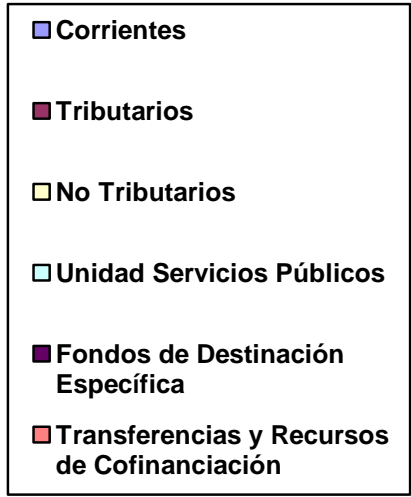 Corrientes
Tributarios
No Tributarios
Unidad Servicios Públicos
Fondos de Destinación
Específica
Transferencias y Recursos
de Cofinanciación